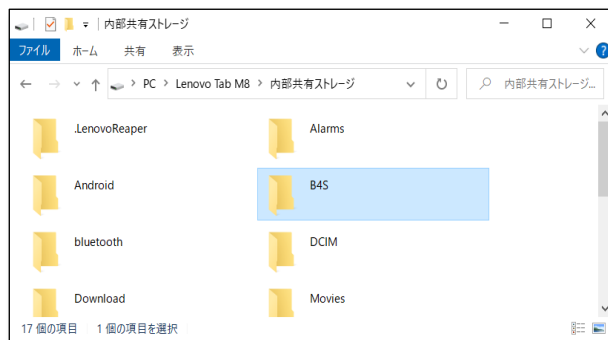 内部共有ストレージ
ファイル ホーム 共有 表示
PC > Lenovo Tab M8 > 内部共有ストレージ 内部共有ストレージ...
.LenovoReaper Alarms
Android B4S
bluetooth DCIM
Download Movies
17 個の項目 1 個の項目を選択